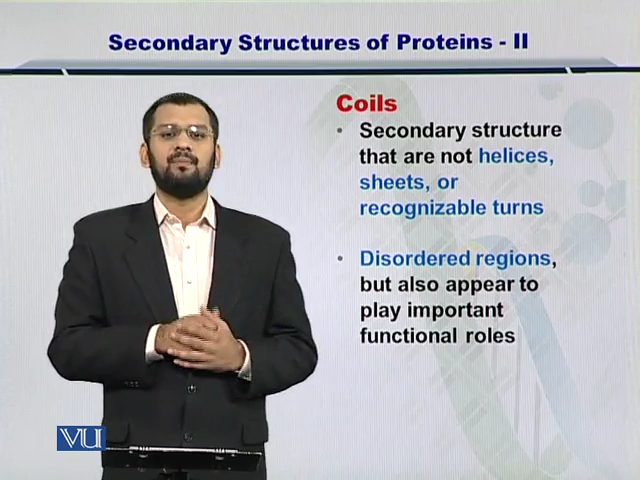 Secondary Structures of Proteins - II
Coils
• Secondary structure
that are not helices,
sheets, or
recognizable turns
• Disordered regions,
but also appear to
play important
functional roles
VU